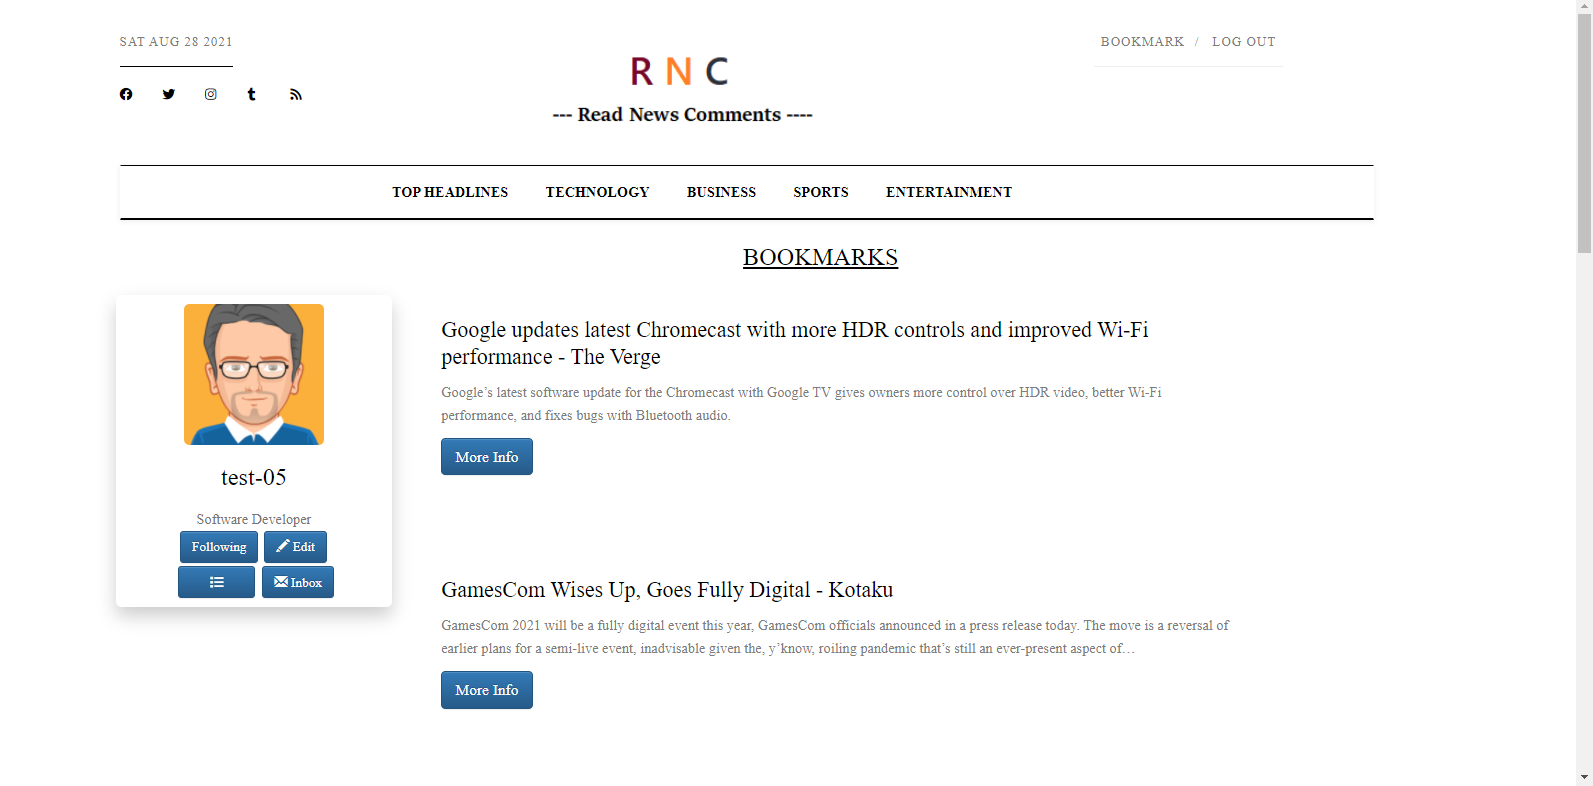 SAT AUG 28 2021
BOOKMARK / LOG OUT
R N C
--- Read News Comments ----
TOP HEADLINES TECHNOLOGY BUSINESS SPORTS ENTERTAINMENT
BOOKMARKS
test-05
Software Developer
Following Edit
Inbox
Google updates latest Chromecast with more HDR controls and improved Wi-Fi
performance - The Verge
Google’s latest software update for the Chromecast with Google TV gives owners more control over HDR video, better Wi-Fi
performance, and fixes bugs with Bluetooth audio.
More Info
GamesCom Wises Up, Goes Fully Digital - Kotaku
GamesCom 2021 will be a fully digital event this year, GamesCom officials announced in a press release today. The move is a reversal of
earlier plans for a semi-live event, inadvisable given the, y’know, roiling pandemic that’s still an ever-present aspect of…
More Info